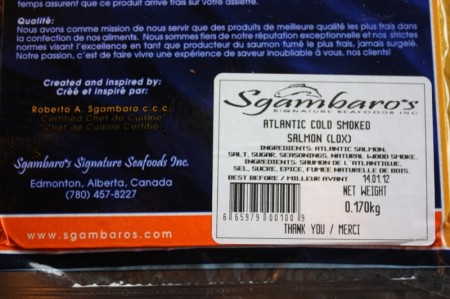 temps assurent que ce produit arrive frais sur votre assiette.
Qualité:
Nous avons comme mission de nous servir que des produits de meilleure qualité les plus frais dans
la confection de nos aliments. Nous sommes fiers de notre réputation exceptionnelle et nos strictes
normes visant l'excellence en tant que producteur du saumon fumé le plus frais, jamais surgelé.
Notre passion, c'est de faire vivre une expérience de saveur inoubliable à vous, nos clients!
Created and inspired by:
Créé et inspiré par:
Roberto A. Sgambaro c.c.c.
Certified Chef de Cuisine
Chef de Cuisine Certifié
Sgambaro's Signature Seafoods Inc.
Edmonton, Alberta, Canada
(780) 457-8227
www.sgambaros.com
Sgambaro's
SIGNATURE SEAFOODS INC.
ATLANTIC COLD SMOKED
SALMON (LOX)
INGREDIENTS: ATLANTIC SALMON,
SALT, SUGAR, SEASONINGS, NATURAL WOOD SMOKE.
INGREDIENTS: SAUMON DE L'ATLANTIQUE,
SEL, SUCRE, EPICE, FUMEE NATURELLE DE BOIS.
BEST BEFORE / MILLEUR AVANT 14.01.12
NET WEIGHT
0.170kg
6 65979 00100 9
THANK YOU / MERCI